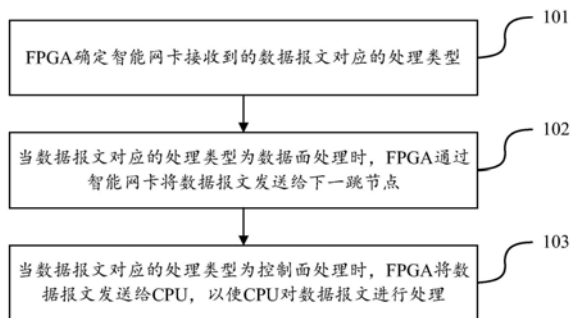 101
FPGA确定智能网卡接收到的数据报文对应的处理类型
102
当数据报文对应的处理类型为数据面处理时，FPGA通过
智能网卡将数据报文发送给下一跳节点
103
当数据报文对应的处理类型为控制面处理时，FPGA将数
据报文发送给CPU，以使CPU对数据报文进行处理